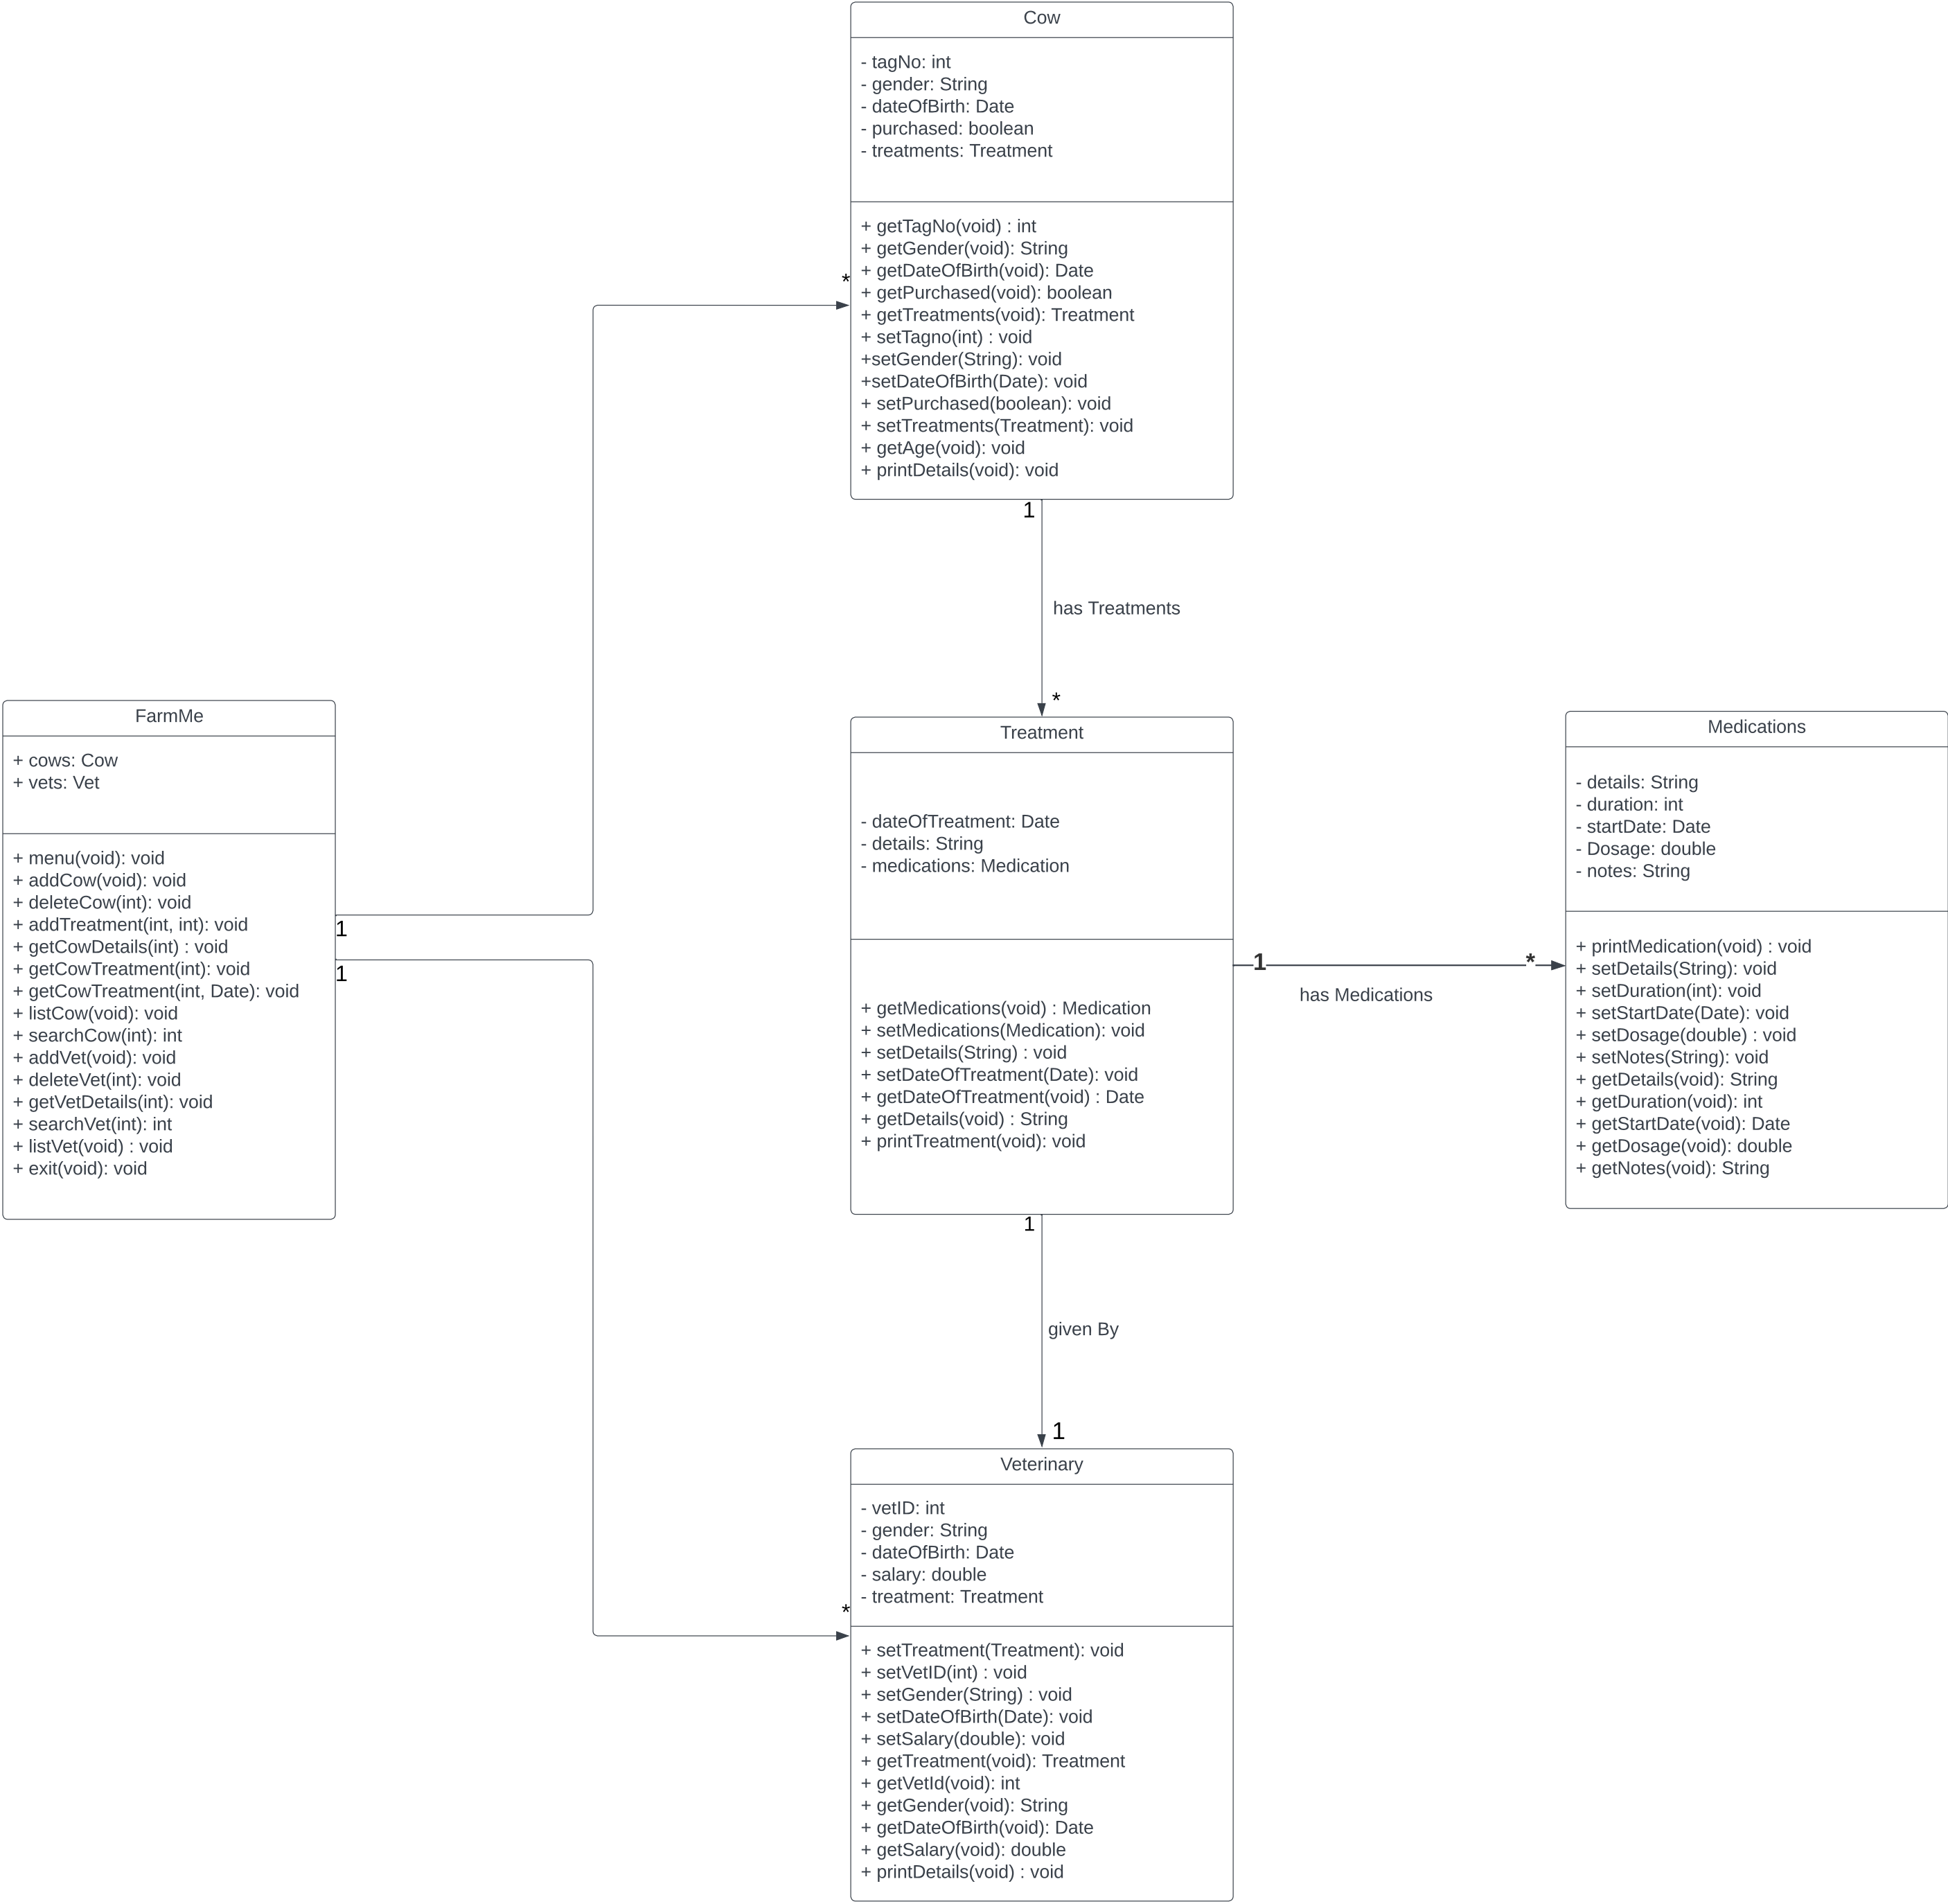 Cow
- tagNo: int
- gender: String
- dateOfBirth: Date
- purchased: boolean
- treatments: Treatment
+ getTagNo(void) : int
+ getGender(void): String
+ getDateOfBirth(void): Date
+ getPurchased(void): boolean
+ getTreatments(void): Treatment
+ setTagno(int) : void
+setGender(String): void
+setDateOfBirth(Date): void
+ setPurchased(boolean): void
+ setTreatments(Treatment): void
+ getAge(void): void
+ printDetails(void): void
*
1
has Treatments
*
FarmMe
+ cows: Cow
+ vets: Vet
+ menu(void): void
+ addCow(void): void
+ deleteCow(int): void
+ addTreatment(int, int): void
+ getCowDetails(int) : void
+ getCowTreatment(int): void
+ getCowTreatment(int, Date): void
+ listCow(void): void
+ searchCow(int): int
+ addVet(void): void
+ deleteVet(int): void
+ getVetDetails(int): void
+ searchVet(int): int
+ listVet(void) : void
+ exit(void): void
1
1
Treatment
- dateOfTreatment: Date
- details: String
- medications: Medication
+ getMedications(void) : Medication
+ setMedications(Medication): void
+ setDetails(String) : void
+ setDateOfTreatment(Date): void
+ getDateOfTreatment(void) : Date
+ getDetails(void) : String
+ printTreatment(void): void
1
*
has Medications
Medications
- details: String
- duration: int
- startDate: Date
- Dosage: double
- notes: String
+ printMedication(void) : void
+ setDetails(String): void
+ setDuration(int): void
+ setStartDate(Date): void
+ setDosage(double) : void
+ setNotes(String): void
+ getDetails(void): String
+ getDuration(void): int
+ getStartDate(void): Date
+ getDosage(void): double
+ getNotes(void): String
1
given By
1
Veterinary
- vetID: int
- gender: String
- dateOfBirth: Date
- salary: double
- treatment: Treatment
*
+ setTreatment(Treatment): void
+ setVetID(int) : void
+ setGender(String) : void
+ setDateOfBirth(Date): void
+ setSalary(double): void
+ getTreatment(void): Treatment
+ getVetId(void): int
+ getGender(void): String
+ getDateOfBirth(void): Date
+ getSalary(void): double
+ printDetails(void) : void